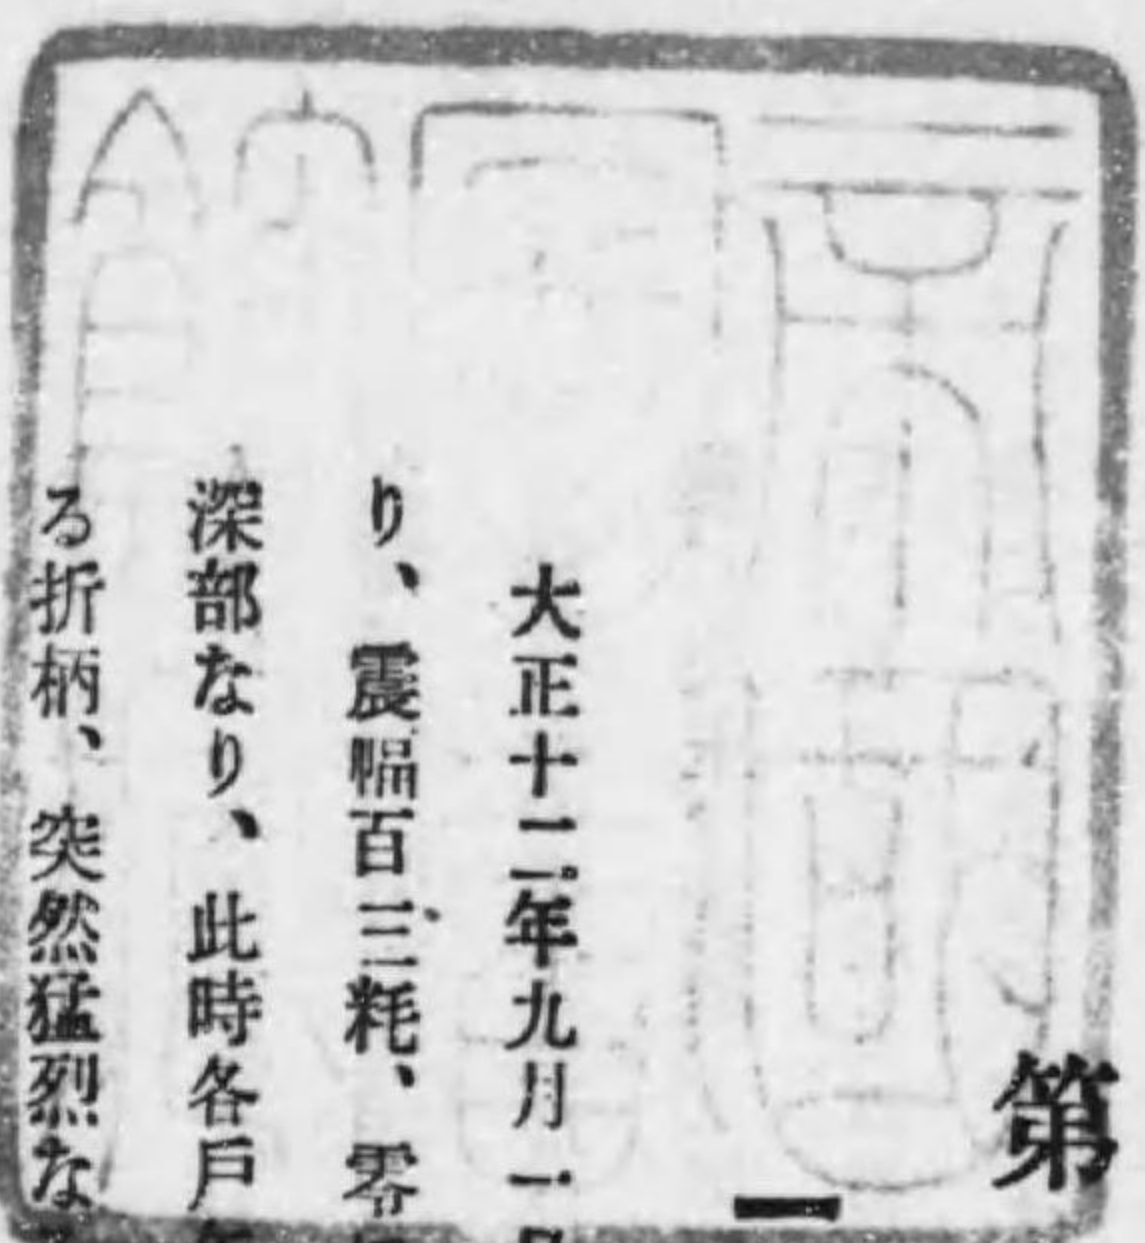 第
一
大正十二年九月一
り、震幅百三粍、零
深部なり、此時各戸
る折柄、突然猛烈な